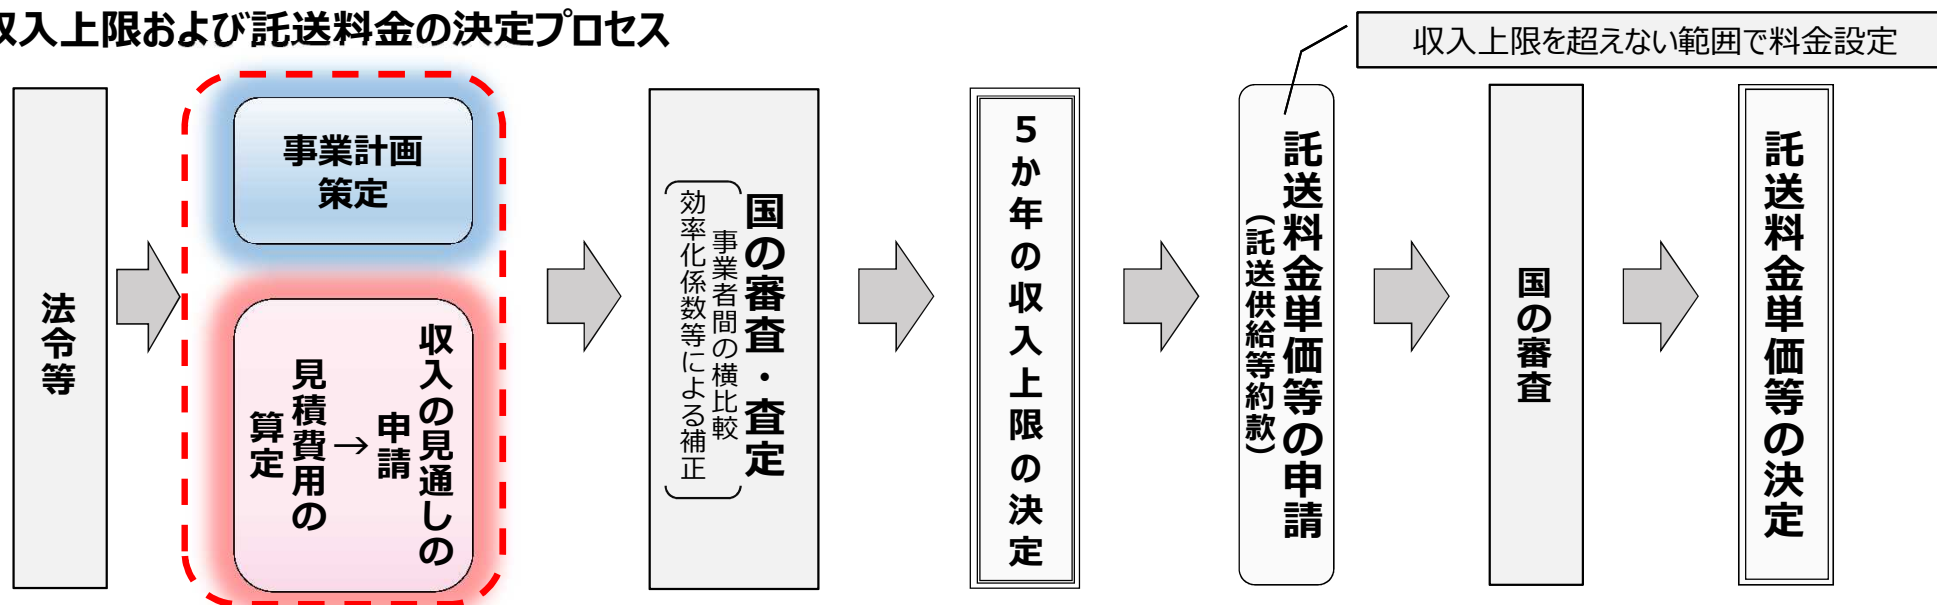 収入上限および託送料金の決定プロセス
収入上限を超えない範囲で料金設定
法令等
事業計画
策定
見積費用の
算定
→
収入の見通しの
申請
国の審査・査定
事業者間の横比較
効率化係数等による補正
5か年の収入上限の決定
託送料金単価等の申請
(託送供給等約款)
国の審査
託送料金単価等の決定